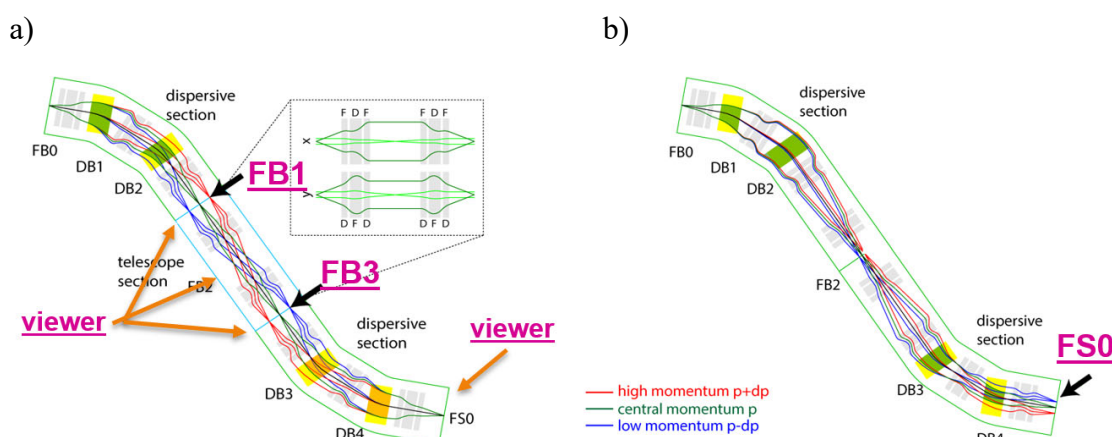 a)
b)
dispersive
section
FB0
DB1
DB2
FB1
F D F
F D F
x
y
D F D
D F D
telescope
section
FB2
FB3
viewer
viewer
dispersive
section
DB3
DB4
FS0
high momentum p+dp
central momentum p
low momentum p-dp
dispersive
section
FB0
DB1
DB2
FB2
dispersive
section
FS0
DB3
DB4